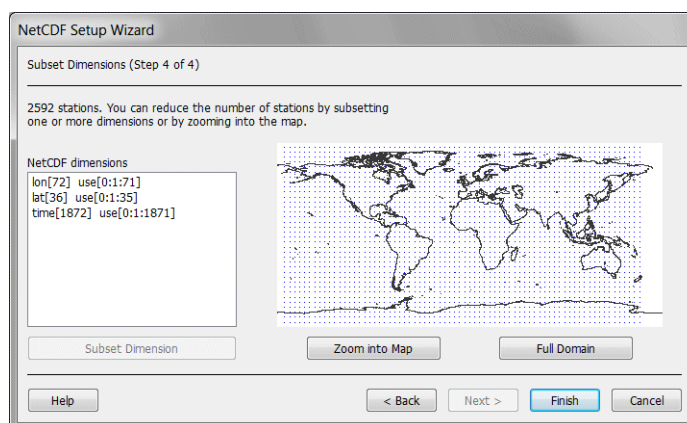 NetCDF Setup Wizard
Subset Dimensions (Step 4 of 4)
2592 stations. You can reduce the number of stations by subsetting
one or more dimensions or by zooming into the map.
NetCDF dimensions
lon[72] use[0:1:71]
lat[36] use[0:1:35]
time[1872] use[0:1:1871]
Subset Dimension
Zoom into Map
Full Domain
Help
< Back
Next >
Finish
Cancel